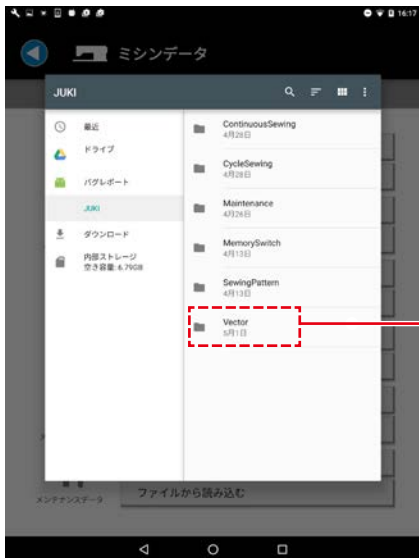 16:17
ミシンデータ
JUKI
最近
ドライブ
バグレポート
JUKI
ダウンロード
内部ストレージ
空き容量: 6.79GB
ContinuousSewing
4月28日
CycleSewing
4月28日
Maintenance
4月26日
MemorySwitch
4月13日
SewingPattern
4月13日
Vector
5月1日
メンテナンスデータ
ファイルから読み込む